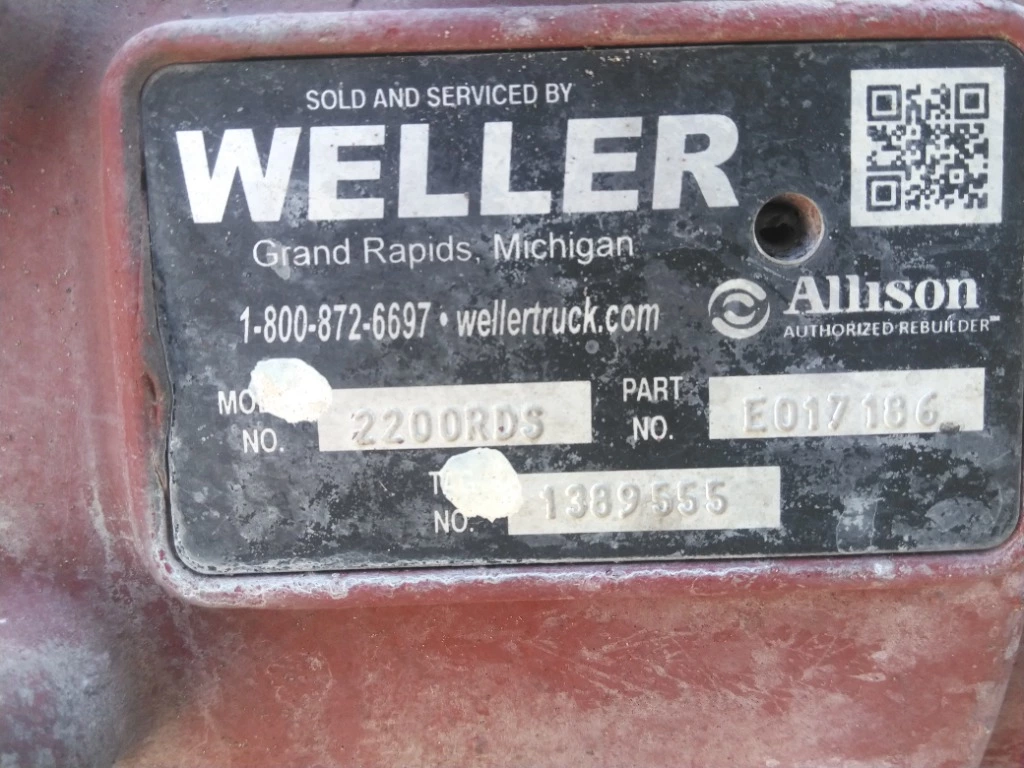 SOLD AND SERVICED BY
WELLER
Grand Rapids, Michigan
1-800-872-6697 • wellertruck.com
Allison
AUTHORIZED REBUILDER
NO. 2200RDS
PART NO. E017186
NO. 1389555